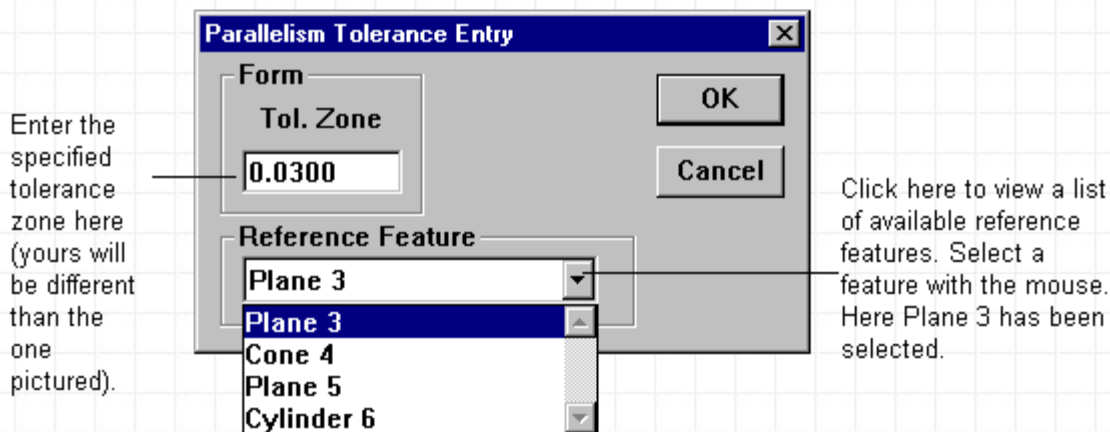 Parallelism Tolerance Entry
Form
Tol. Zone
0.0300
OK
Cancel
Reference Feature
Plane 3
Plane 3
Cone 4
Plane 5
Cylinder 6
Enter the
specified
tolerance
zone here
(yours will
be different
than the
one
pictured).
Click here to view a list
of available reference
features. Select a
feature with the mouse.
Here Plane 3 has been
selected.